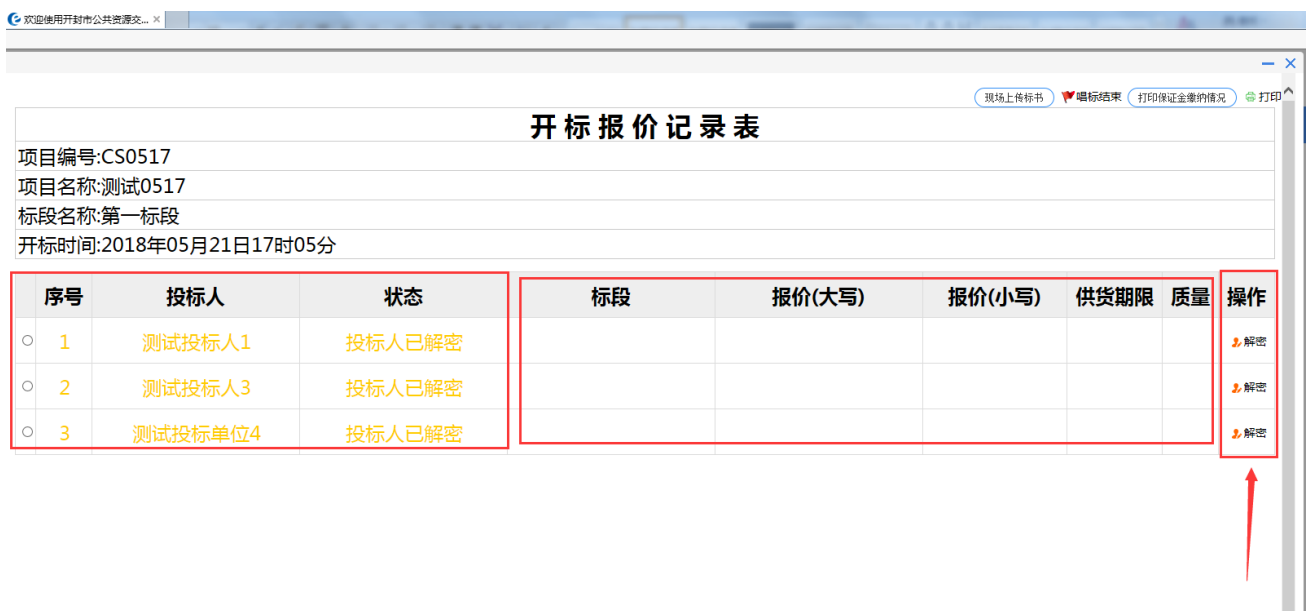 欢迎使用开封市公共资源交...
现场上传标书 唱标结束 打印保证金缴纳情况 打印
开标报价记录表
项目编号:CS0517
项目名称:测试0517
标段名称:第一标段
开标时间:2018年05月21日17时05分
序号 投标人 状态 标段 报价(大写) 报价(小写) 供货期限 质量 操作
1 测试投标人1 投标人已解密 解密
2 测试投标人3 投标人已解密 解密
3 测试投标单位4 投标人已解密 解密